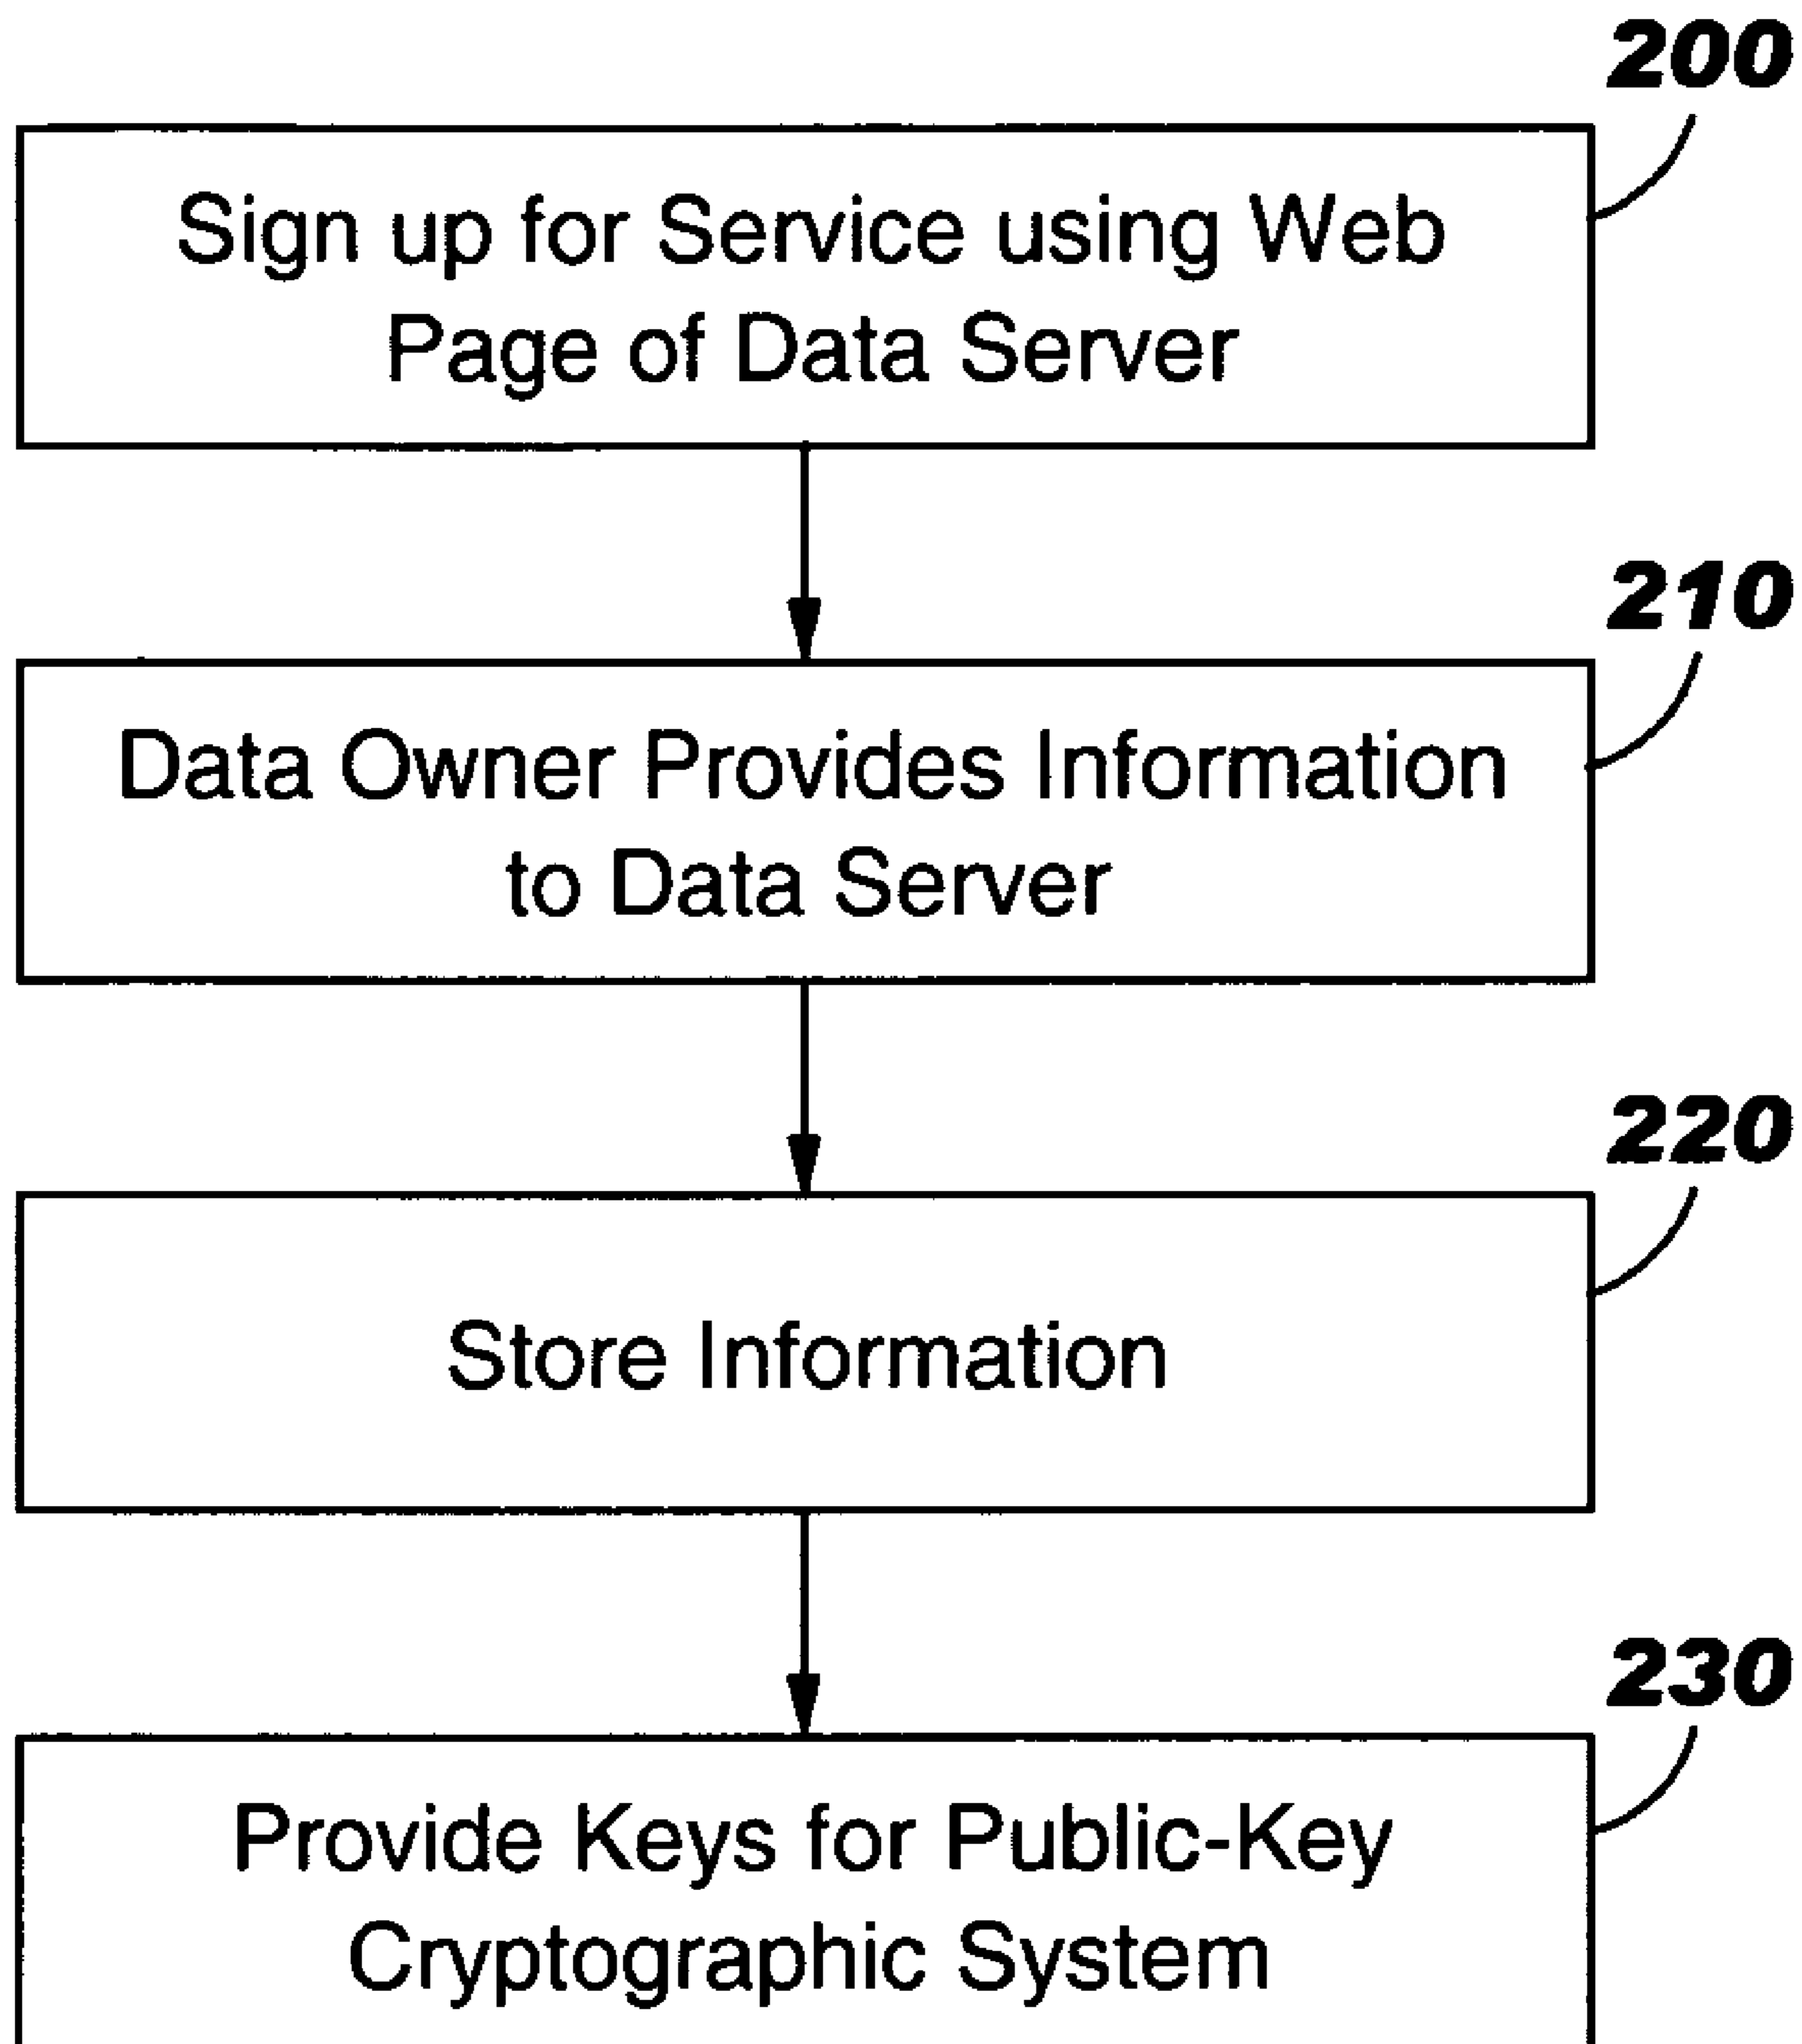 200
Sign up for Service using Web
Page of Data Server
210
Data Owner Provides Information
to Data Server
220
Store Information
230
Provide Keys for Public-Key
Cryptographic System